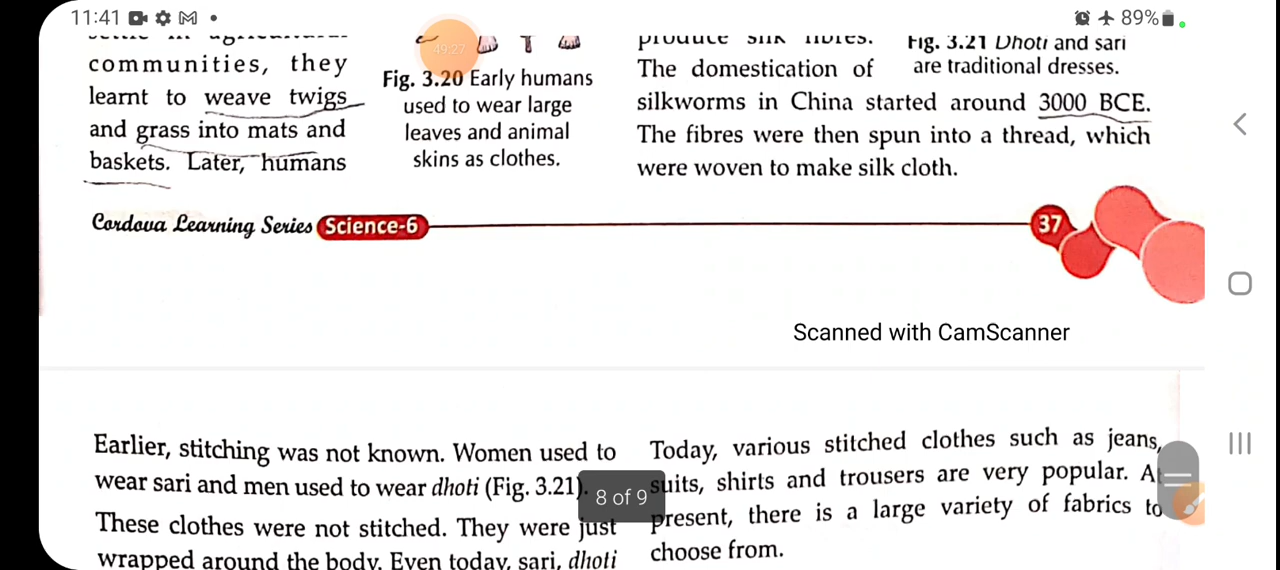 11:41
89%
49:27
communities, they
learnt to weave twigs
and grass into mats and
baskets. Later, humans
Fig. 3.20 Early humans
used to wear large
leaves and animal
skins as clothes.
produce silk fibres.
The domestication of
silkworms in China started around 3000 BCE.
The fibres were then spun into a thread, which
were woven to make silk cloth.
Fig. 3.21 Dhoti and sari
are traditional dresses.
Cordova Learning Series Science-6
37
Scanned with CamScanner
Earlier, stitching was not known. Women used to
wear sari and men used to wear dhoti (Fig. 3.21).
These clothes were not stitched. They were just
wrapped around the body. Even today, sari, dhoti
8 of 9
Today, various stitched clothes such as jeans,
suits, shirts and trousers are very popular. At
present, there is a large variety of fabrics to
choose from.